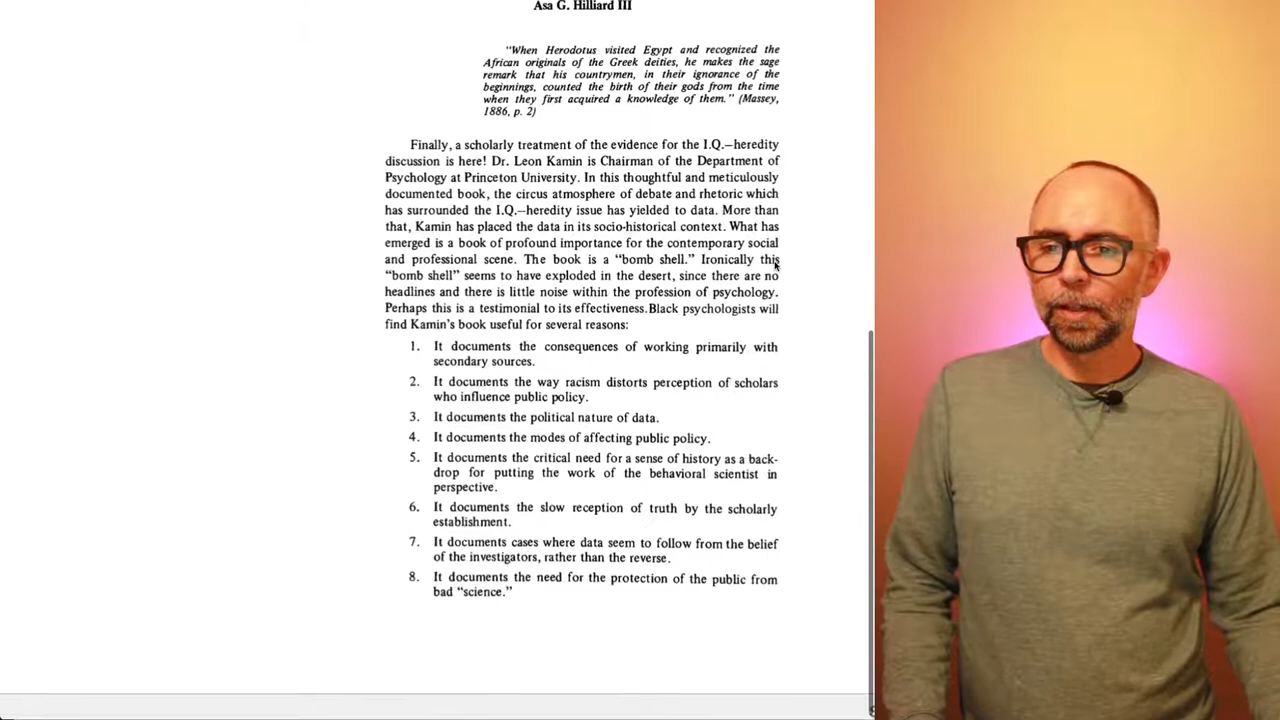 Asa G. Hilliard III
"When Herodotus visited Egypt and recognized the
African originals of the Greek deities, he makes the sage
remark that his countrymen, in their ignorance of the
beginnings, counted the birth of their gods from the time
when they first acquired a knowledge of them." (Massey,
1886, p. 2)
Finally, a scholarly treatment of the evidence for the I.Q.—heredity
discussion is here! Dr. Leon Kamin is Chairman of the Department of
Psychology at Princeton University. In this thoughtful and meticulously
documented book, the circus atmosphere of debate and rhetoric which
has surrounded the I.Q.—heredity issue has yielded to data. More than
that, Kamin has placed the data in its socio-historical context. What has
emerged is a book of profound importance for the contemporary social
and professional scene. The book is a "bomb shell." Ironically this
"bomb shell" seems to have exploded in the desert, since there are no
headlines and there is little noise within the profession of psychology.
Perhaps this is a testimonial to its effectiveness.Black psychologists will
find Kamin's book useful for several reasons:
1. It documents the consequences of working primarily with
secondary sources.
2. It documents the way racism distorts perception of scholars
who influence public policy.
3. It documents the political nature of data.
4. It documents the modes of affecting public policy.
5. It documents the critical need for a sense of history as a back-
drop for putting the work of the behavioral scientist in
perspective.
6. It documents the slow reception of truth by the scholarly
establishment.
7. It documents cases where data seem to follow from the belief
of the investigators, rather than the reverse.
8. It documents the need for the protection of the public from
bad "science."